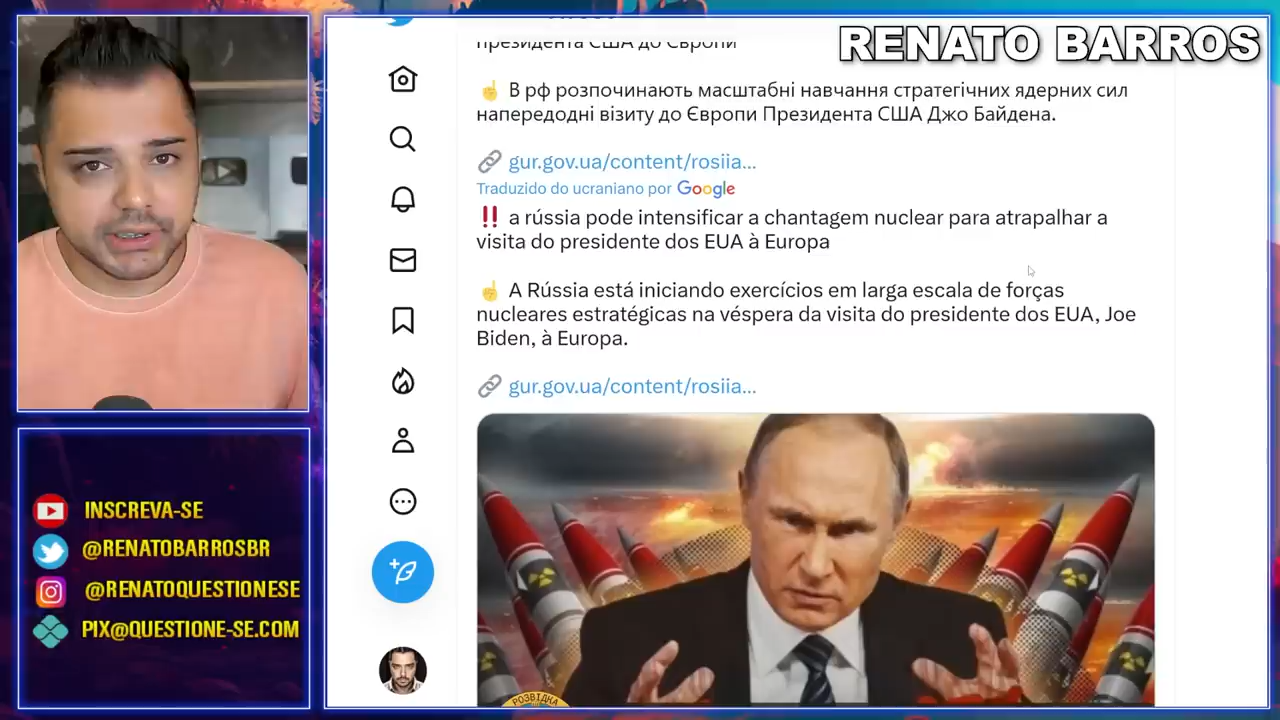 RENATO BARROS
президента США до Європи
☝ В рф розпочинають масштабні навчання стратегічних ядерних сил
напередодні візиту до Європи Президента США Джо Байдена.
gur.gov.ua/content/rosiia...
Traduzido do ucraniano por Google
‼ a rússia pode intensificar a chantagem nuclear para atrapalhar a
visita do presidente dos EUA à Europa
☝ A Rússia está iniciando exercícios em larga escala de forças
nucleares estratégicas na véspera da visita do presidente dos EUA, Joe
Biden, à Europa.
gur.gov.ua/content/rosiia...
РОЗВІДКА
INSCREVA-SE
@RENATOBARROSBR
@RENATOQUESTIONESE
PIX@QUESTIONE-SE.COM